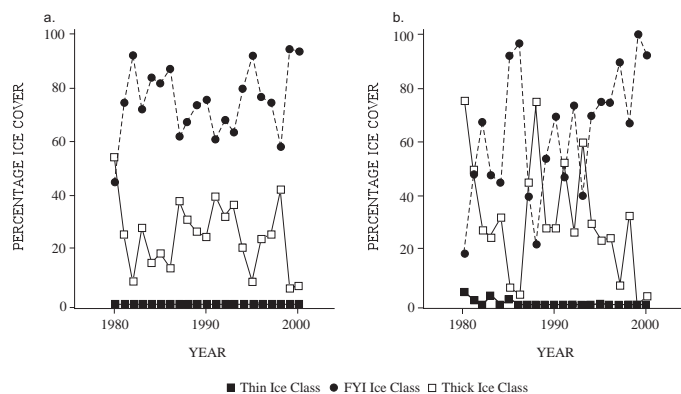 a.
b.
100
80
60
40
20
0
PERCENTAGE ICE COVER
1980
1990
2000
YEAR
100
80
60
40
20
0
PERCENTAGE ICE COVER
1980
1990
2000
YEAR
Thin Ice Class FYI Ice Class Thick Ice Class